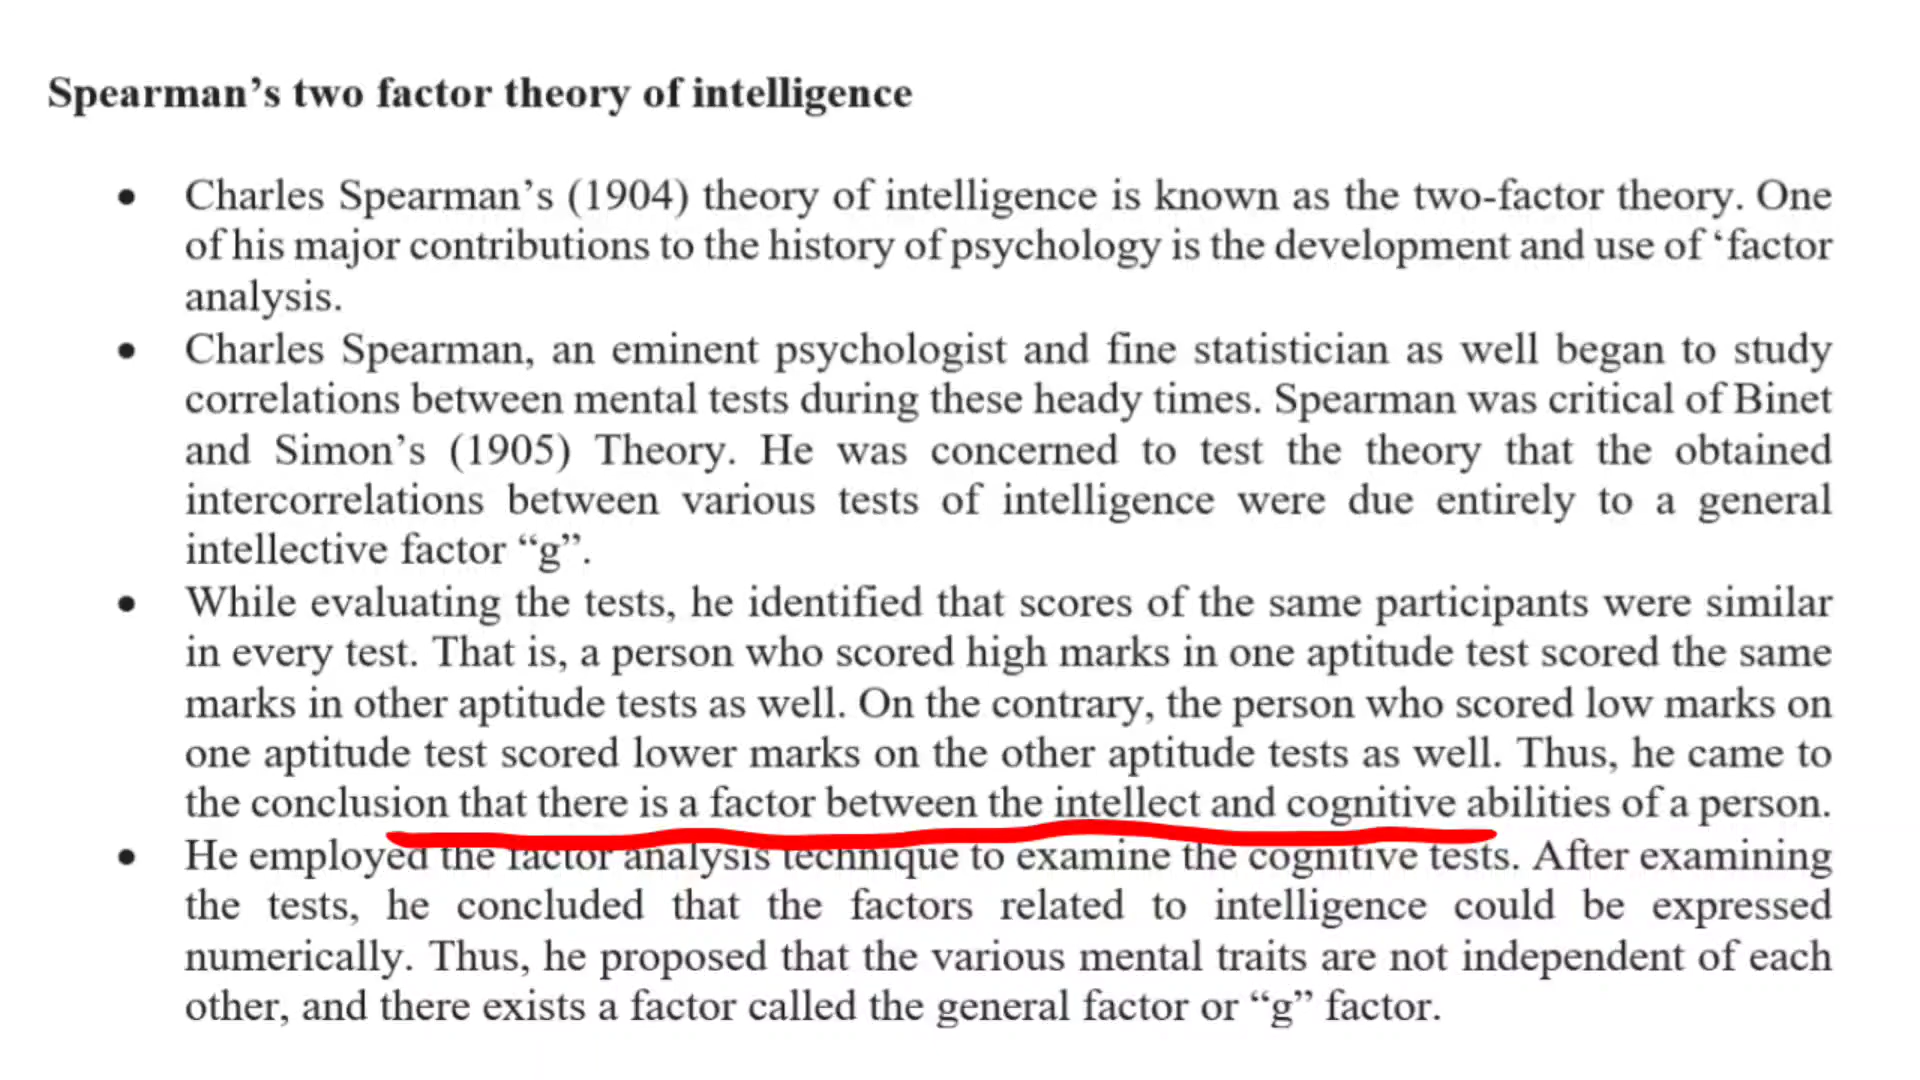 Spearman’s two factor theory of intelligence
• Charles Spearman’s (1904) theory of intelligence is known as the two-factor theory. One
of his major contributions to the history of psychology is the development and use of ‘factor
analysis.
• Charles Spearman, an eminent psychologist and fine statistician as well began to study
correlations between mental tests during these heady times. Spearman was critical of Binet
and Simon’s (1905) Theory. He was concerned to test the theory that the obtained
intercorrelations between various tests of intelligence were due entirely to a general
intellective factor “g”.
• While evaluating the tests, he identified that scores of the same participants were similar
in every test. That is, a person who scored high marks in one aptitude test scored the same
marks in other aptitude tests as well. On the contrary, the person who scored low marks on
one aptitude test scored lower marks on the other aptitude tests as well. Thus, he came to
the conclusion that there is a factor between the intellect and cognitive abilities of a person.
• He employed the factor analysis technique to examine the cognitive tests. After examining
the tests, he concluded that the factors related to intelligence could be expressed
numerically. Thus, he proposed that the various mental traits are not independent of each
other, and there exists a factor called the general factor or “g” factor.